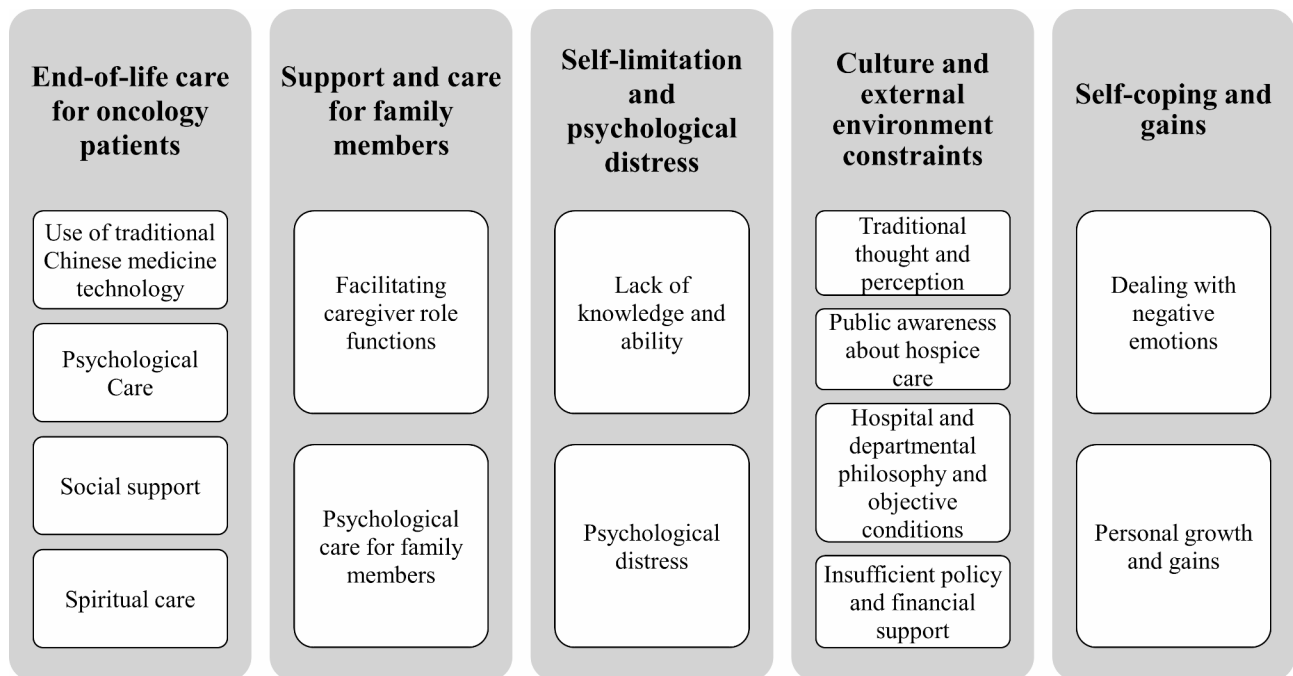 End-of-life care
for oncology
patients
Use of traditional
Chinese medicine
technology
Psychological
Care
Social support
Spiritual care
Support and care
for family
members
Facilitating
caregiver role
functions
Psychological
care for family
members
Self-limitation
and
psychological
distress
Lack of
knowledge and
ability
Psychological
distress
Culture and
external
environment
constraints
Traditional
thought and
perception
Public awareness
about hospice
care
Hospital and
departmental
philosophy and
objective
conditions
Insufficient policy
and financial
support
Self-coping and
gains
Dealing with
negative
emotions
Personal growth
and gains